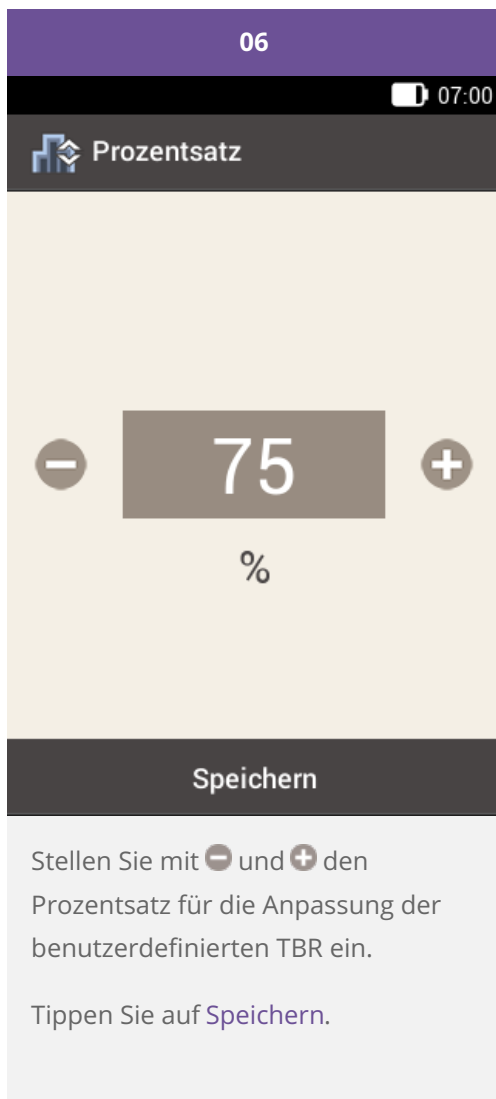 06
07:00
Prozentsatz
75
%
Speichern
Stellen Sie mit und den
Prozentsatz für die Anpassung der
benutzerdefinierten TBR ein.
Tippen Sie auf Speichern.